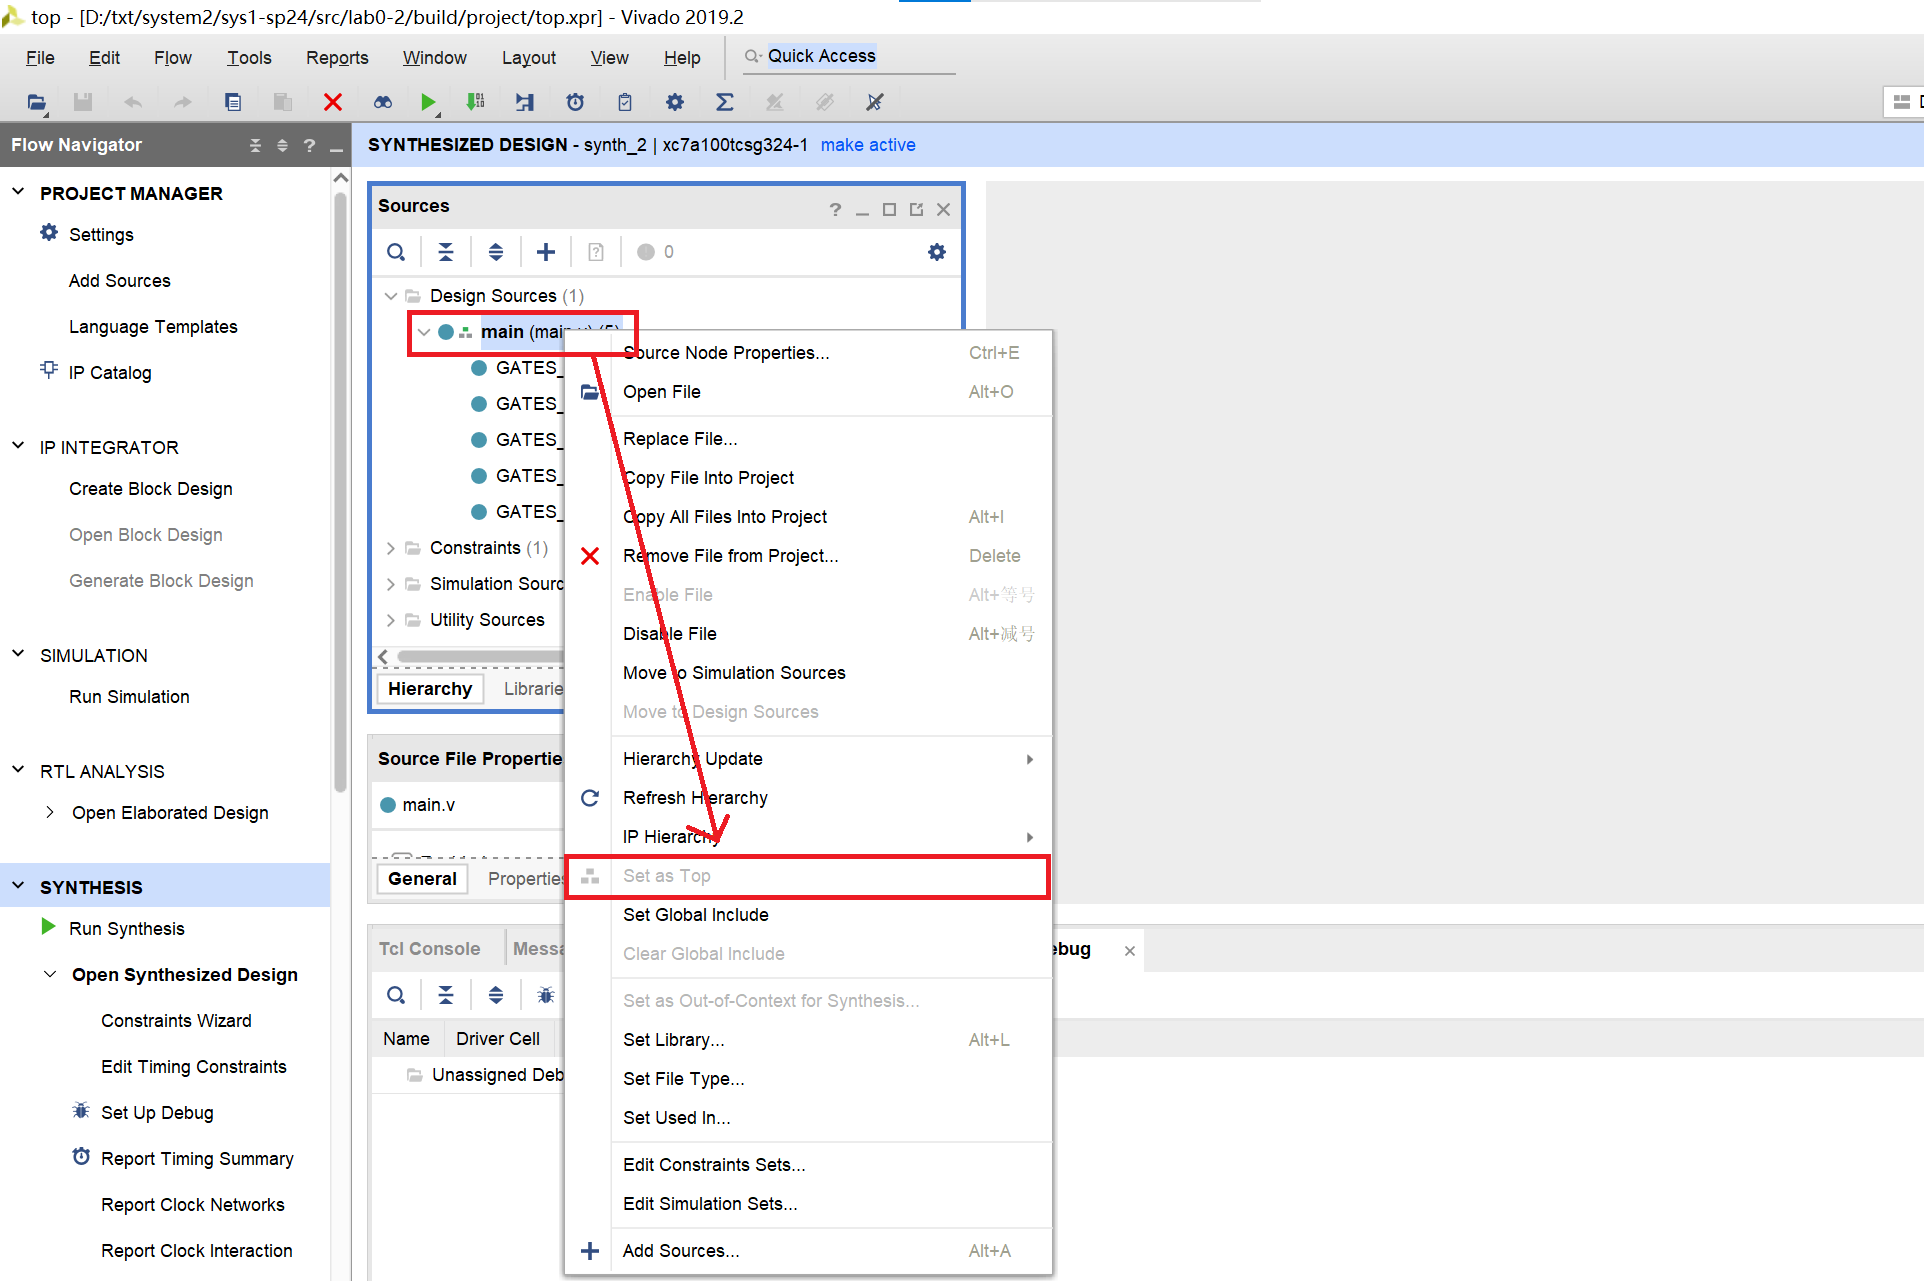 top - [D:/txt/system2/sys1-sp24/src/lab0-2/build/project/top.xpr] - Vivado 2019.2
File Edit Flow Tools Reports Window Layout View Help Quick Access
Flow Navigator
PROJECT MANAGER
Settings
Add Sources
Language Templates
IP Catalog
IP INTEGRATOR
Create Block Design
Open Block Design
Generate Block Design
SIMULATION
Run Simulation
RTL ANALYSIS
Open Elaborated Design
SYNTHESIS
Run Synthesis
Open Synthesized Design
Constraints Wizard
Edit Timing Constraints
Set Up Debug
Report Timing Summary
Report Clock Networks
Report Clock Interaction
SYNTHESIZED DESIGN - synth_2 | xc7a100tcsg324-1 make active
Sources
0
Design Sources (1)
main (main.v) (5)
GATES_
GATES_
GATES_
GATES_
GATES_
Constraints (1)
Simulation Sourc
Utility Sources
Hierarchy Librarie
Source File Propertie
main.v
General Properties
Tcl Console Messa ebug
Name Driver Cell
Unassigned Deb
Source Node Properties... Ctrl+E
Open File Alt+O
Replace File...
Copy File Into Project
Copy All Files Into Project Alt+I
Remove File from Project... Delete
Enable File Alt+等号
Disable File Alt+减号
Move to Simulation Sources
Move to Design Sources
Hierarchy Update
Refresh Hierarchy
IP Hierarchy
Set as Top
Set Global Include
Clear Global Include
Set as Out-of-Context for Synthesis...
Set Library... Alt+L
Set File Type...
Set Used In...
Edit Constraints Sets...
Edit Simulation Sets...
Add Sources... Alt+A